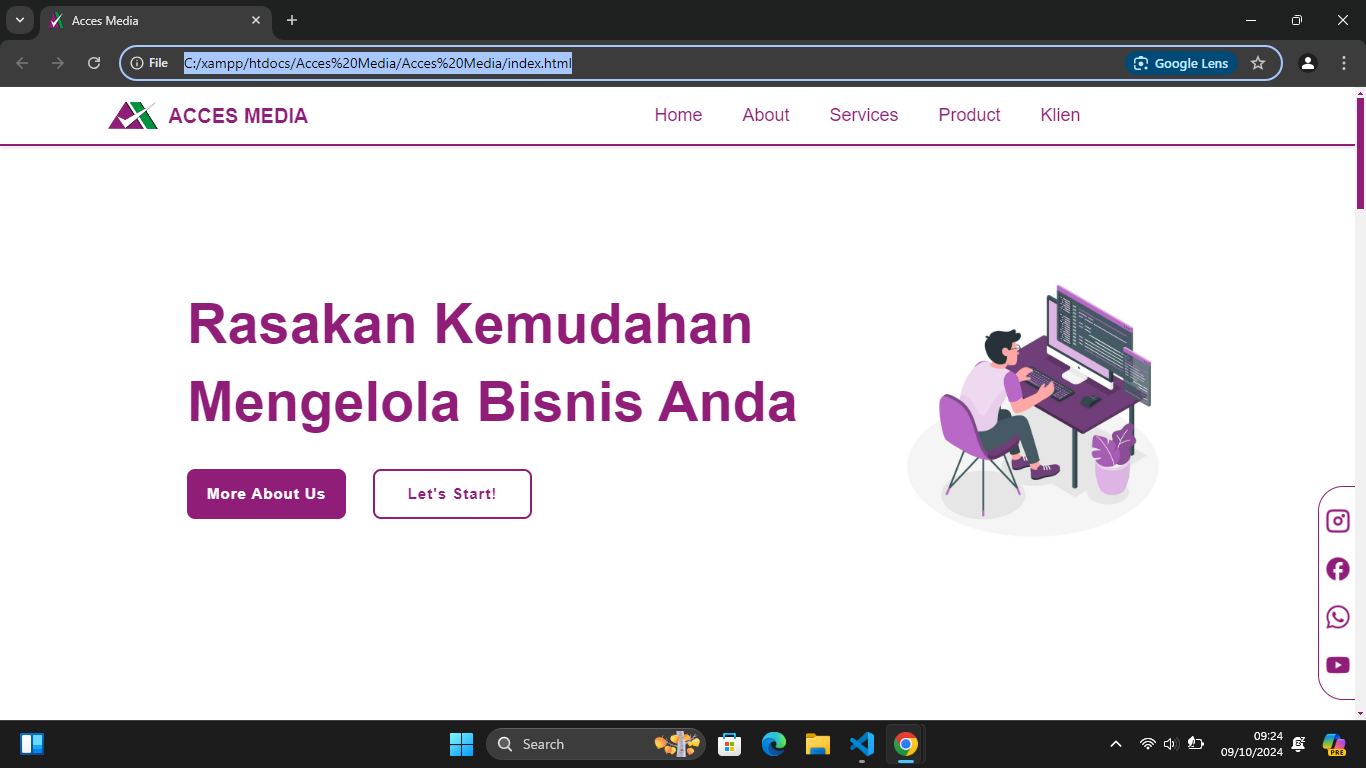 Acces Media
File
C:/xampp/htdocs/Acces%20Media/Acces%20Media/index.html
Google Lens
ACCES MEDIA
Home
About
Services
Product
Klien
Rasakan Kemudahan
Mengelola Bisnis Anda
More About Us
Let's Start!
Search
09:24
09/10/2024
PRE